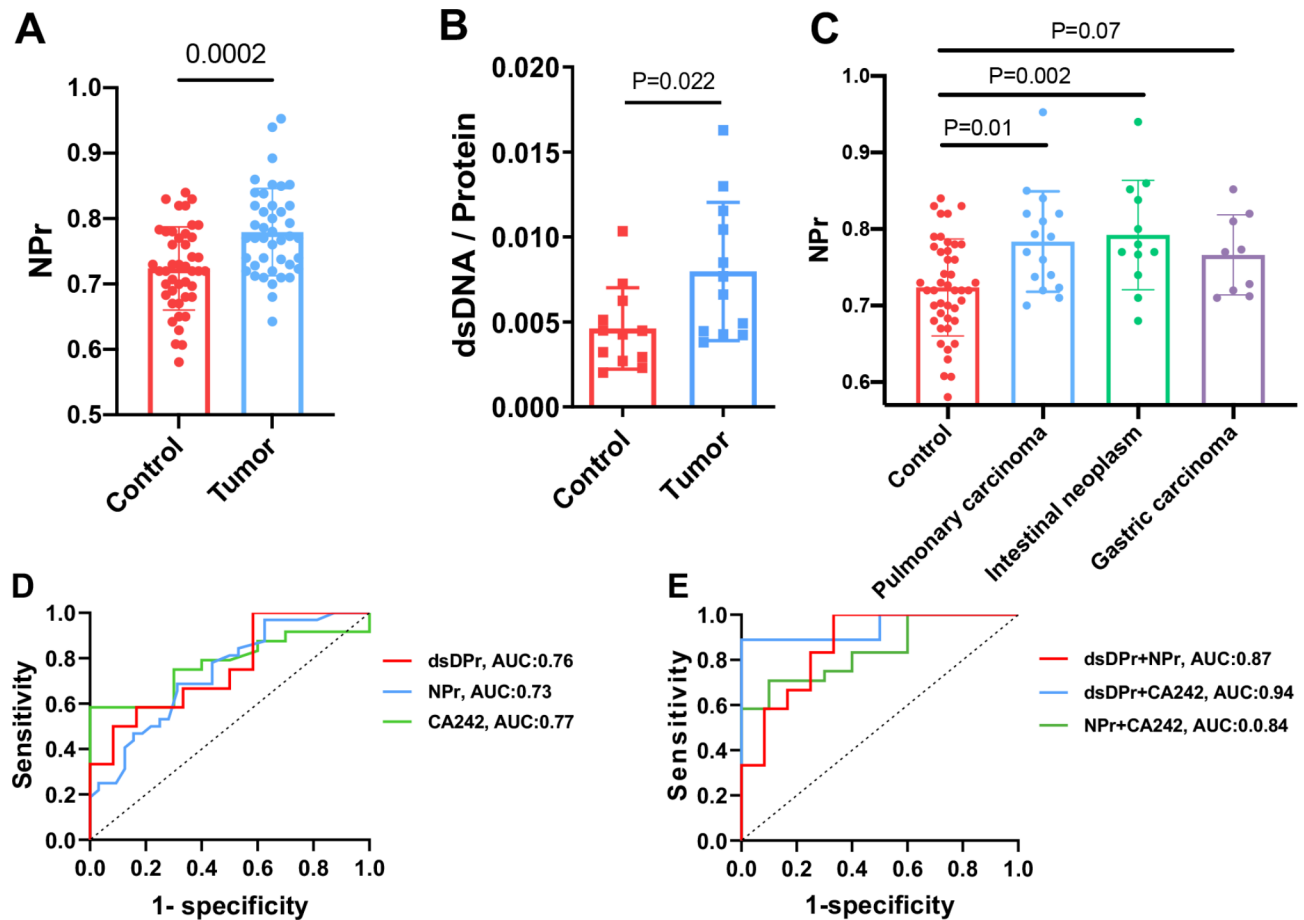 A
0.0002
NPr
1.0
0.9
0.8
0.7
0.6
0.5
Control
Tumor
B
P=0.022
dsDNA / Protein
0.020
0.015
0.010
0.005
0.000
Control
Tumor
C
P=0.07
P=0.002
P=0.01
NPr
1.0
0.9
0.8
0.7
0.6
Control
Pulmonary carcinoma
Intestinal neoplasm
Gastric carcinoma
D
Sensitivity
1.0
0.8
0.6
0.4
0.2
0.0
0.0 0.2 0.4 0.6 0.8 1.0
1- specificity
dsDPr, AUC:0.76
NPr, AUC:0.73
CA242, AUC:0.77
E
Sensitivity
1.0
0.8
0.6
0.4
0.2
0.0
0.0 0.2 0.4 0.6 0.8 1.0
1-specificity
dsDPr+NPr, AUC:0.87
dsDPr+CA242, AUC:0.94
NPr+CA242, AUC:0.0.84